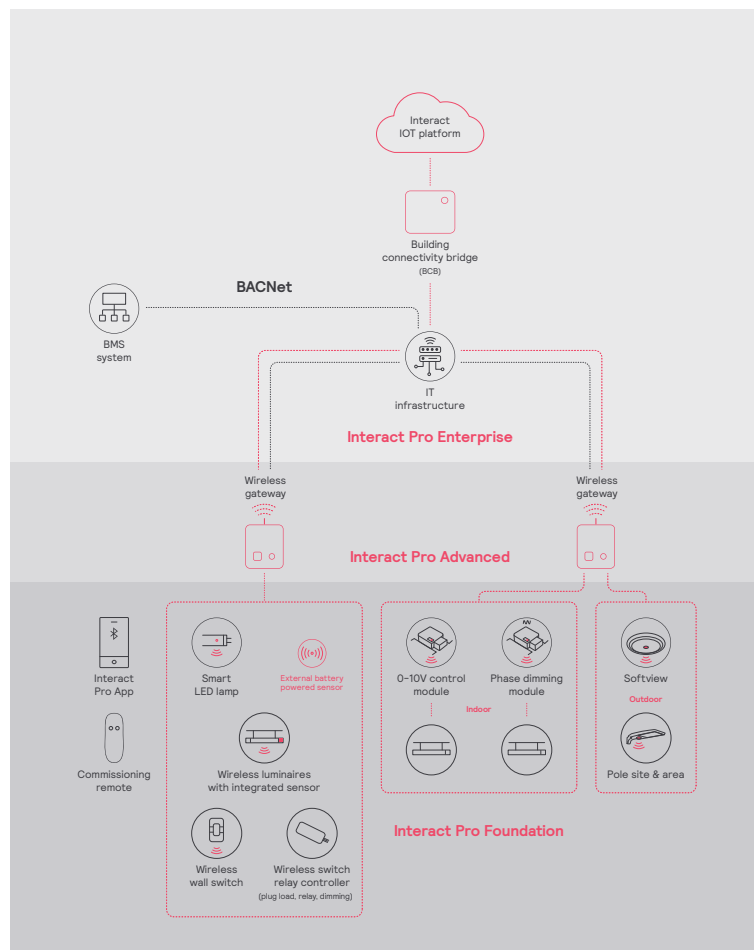 Interact
IOT platform
Building
connectivity bridge
(BCB)
BACNet
BMS
system
IT
infrastructure
Interact Pro Enterprise
Wireless
gateway
Wireless
gateway
Interact Pro Advanced
Interact
Pro App
Smart
LED lamp
External battery
powered sensor
0-10V control
module
Phase dimming
module
Softview
Indoor
Outdoor
Commissioning
remote
Wireless luminaires
with integrated sensor
Pole site & area
Interact Pro Foundation
Wireless
wall switch
Wireless switch
relay controller
(plug load, relay, dimming)